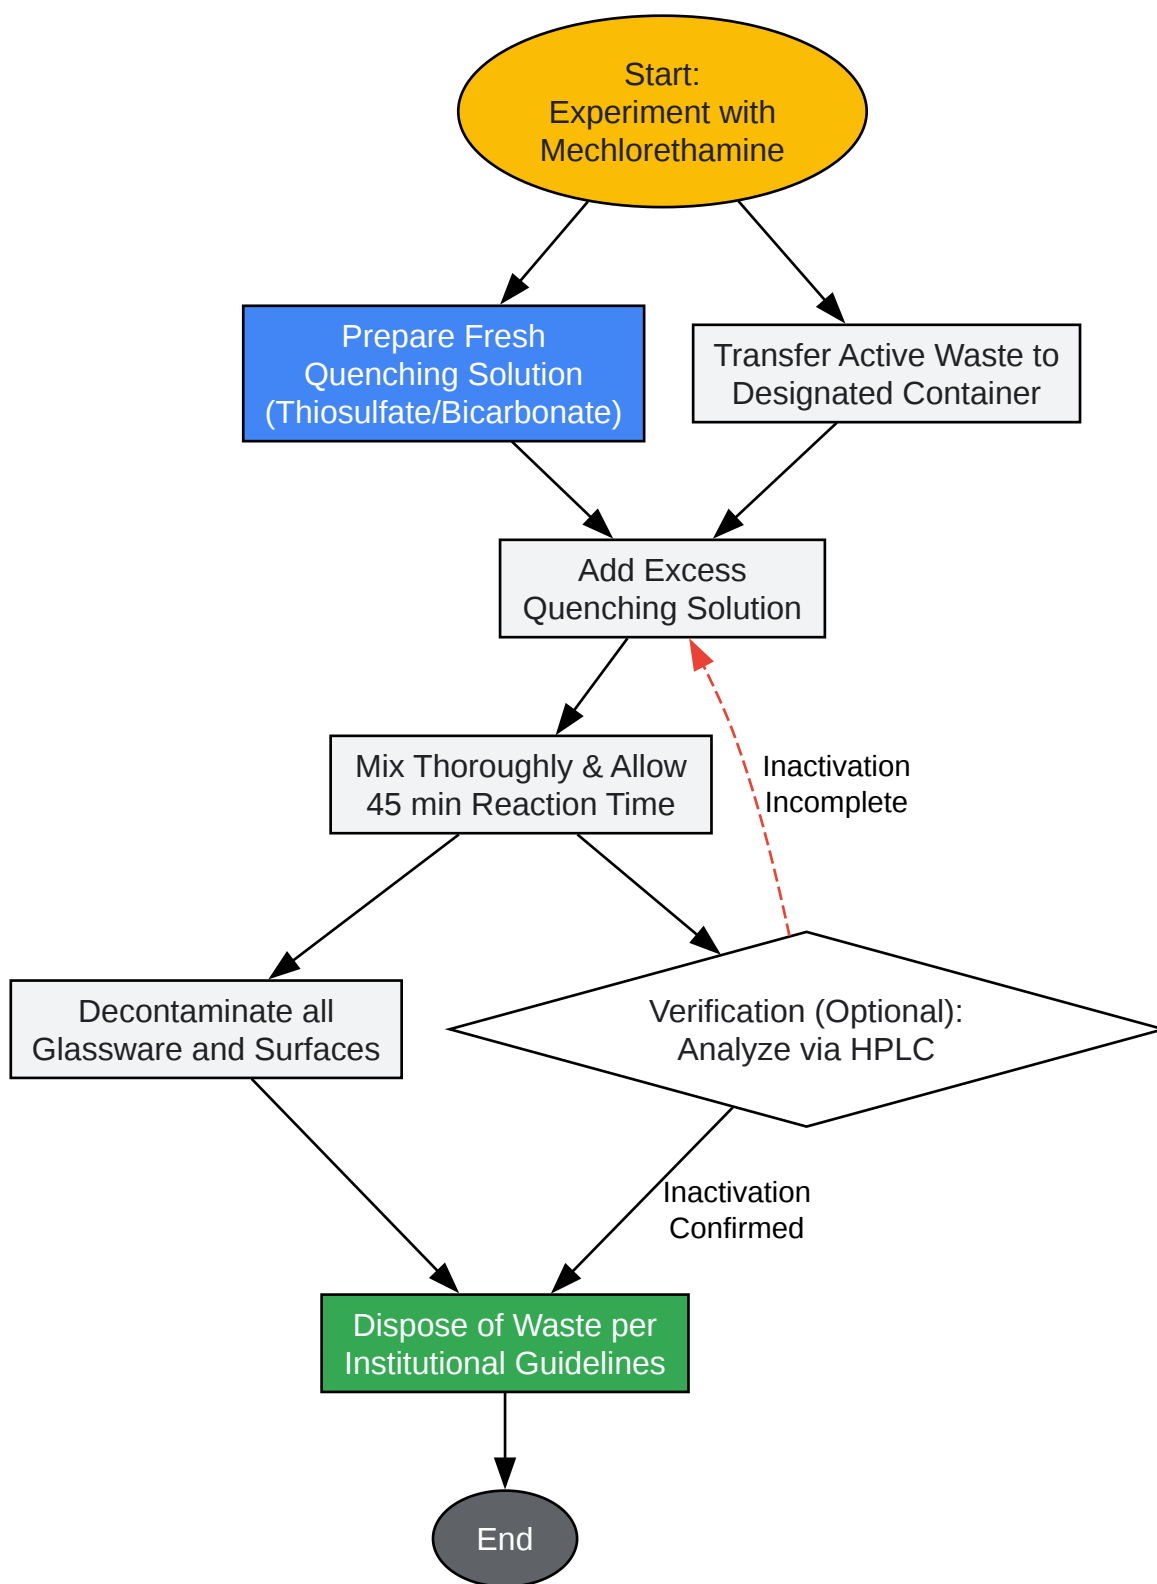 Start:
Experiment with
Mechlorethamine
Prepare Fresh
Quenching Solution
(Thiosulfate/Bicarbonate)
Transfer Active Waste to
Designated Container
Add Excess
Quenching Solution
Mix Thoroughly & Allow
45 min Reaction Time
Inactivation
Incomplete
Decontaminate all
Glassware and Surfaces
Verification (Optional):
Analyze via HPLC
Inactivation
Confirmed
Dispose of Waste per
Institutional Guidelines
End